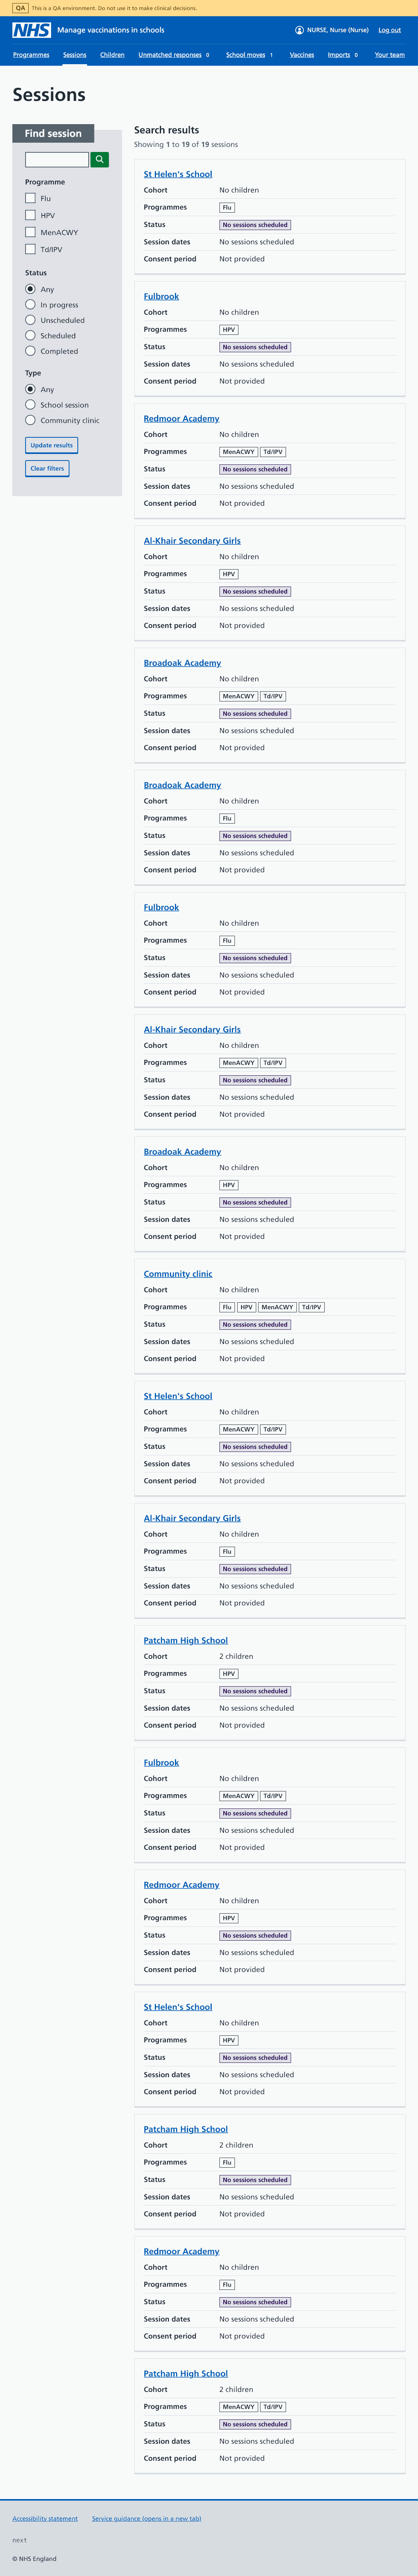 QA This is a QA environment. Do not use it to make clinical decisions.
NHS Manage vaccinations in schools NURSE, Nurse (Nurse) Log out
Programmes Sessions Children Unmatched responses 0 School moves 1 Vaccines Imports 0 Your team
Sessions
Find session
Programme
Flu
HPV
MenACWY
Td/IPV
Status
Any
In progress
Unscheduled
Scheduled
Completed
Type
Any
School session
Community clinic
Update results
Clear filters
Search results
Showing 1 to 19 of 19 sessions
St Helen's School
Cohort No children
Programmes Flu
Status No sessions scheduled
Session dates No sessions scheduled
Consent period Not provided
Fulbrook
Cohort No children
Programmes HPV
Status No sessions scheduled
Session dates No sessions scheduled
Consent period Not provided
Redmoor Academy
Cohort No children
Programmes MenACWY Td/IPV
Status No sessions scheduled
Session dates No sessions scheduled
Consent period Not provided
Al-Khair Secondary Girls
Cohort No children
Programmes HPV
Status No sessions scheduled
Session dates No sessions scheduled
Consent period Not provided
Broadoak Academy
Cohort No children
Programmes MenACWY Td/IPV
Status No sessions scheduled
Session dates No sessions scheduled
Consent period Not provided
Broadoak Academy
Cohort No children
Programmes Flu
Status No sessions scheduled
Session dates No sessions scheduled
Consent period Not provided
Fulbrook
Cohort No children
Programmes Flu
Status No sessions scheduled
Session dates No sessions scheduled
Consent period Not provided
Al-Khair Secondary Girls
Cohort No children
Programmes MenACWY Td/IPV
Status No sessions scheduled
Session dates No sessions scheduled
Consent period Not provided
Broadoak Academy
Cohort No children
Programmes HPV
Status No sessions scheduled
Session dates No sessions scheduled
Consent period Not provided
Community clinic
Cohort No children
Programmes Flu HPV MenACWY Td/IPV
Status No sessions scheduled
Session dates No sessions scheduled
Consent period Not provided
St Helen's School
Cohort No children
Programmes MenACWY Td/IPV
Status No sessions scheduled
Session dates No sessions scheduled
Consent period Not provided
Al-Khair Secondary Girls
Cohort No children
Programmes Flu
Status No sessions scheduled
Session dates No sessions scheduled
Consent period Not provided
Patcham High School
Cohort 2 children
Programmes HPV
Status No sessions scheduled
Session dates No sessions scheduled
Consent period Not provided
Fulbrook
Cohort No children
Programmes MenACWY Td/IPV
Status No sessions scheduled
Session dates No sessions scheduled
Consent period Not provided
Redmoor Academy
Cohort No children
Programmes HPV
Status No sessions scheduled
Session dates No sessions scheduled
Consent period Not provided
St Helen's School
Cohort No children
Programmes HPV
Status No sessions scheduled
Session dates No sessions scheduled
Consent period Not provided
Patcham High School
Cohort 2 children
Programmes Flu
Status No sessions scheduled
Session dates No sessions scheduled
Consent period Not provided
Redmoor Academy
Cohort No children
Programmes Flu
Status No sessions scheduled
Session dates No sessions scheduled
Consent period Not provided
Patcham High School
Cohort 2 children
Programmes MenACWY Td/IPV
Status No sessions scheduled
Session dates No sessions scheduled
Consent period Not provided
Accessibility statement Service guidance (opens in a new tab)
next
© NHS England